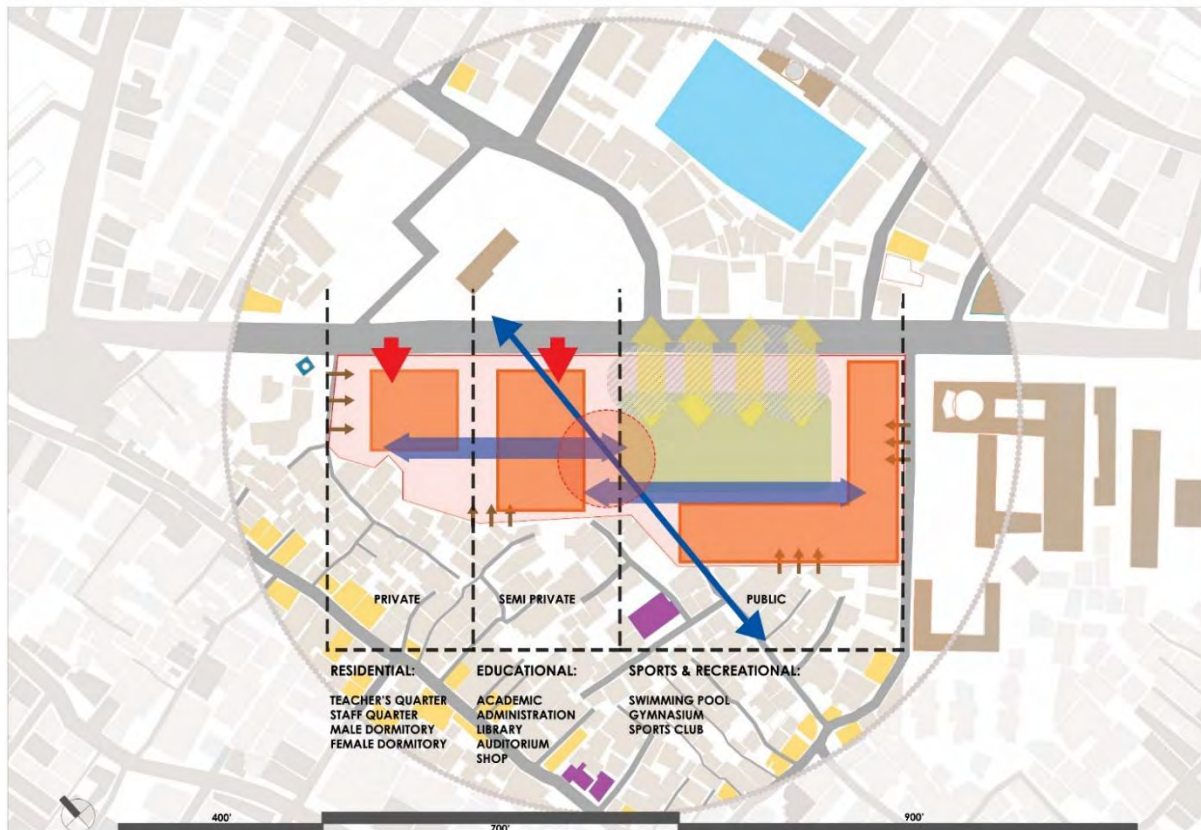 PRIVATE
SEMI PRIVATE
PUBLIC
RESIDENTIAL:
TEACHER'S QUARTER
STAFF QUARTER
MALE DORMITORY
FEMALE DORMITORY
EDUCATIONAL:
ACADEMIC
ADMINISTRATION
LIBRARY
AUDITORIUM
SHOP
SPORTS & RECREATIONAL:
SWIMMING POOL
GYMNASIUM
SPORTS CLUB
400'
700'
900'